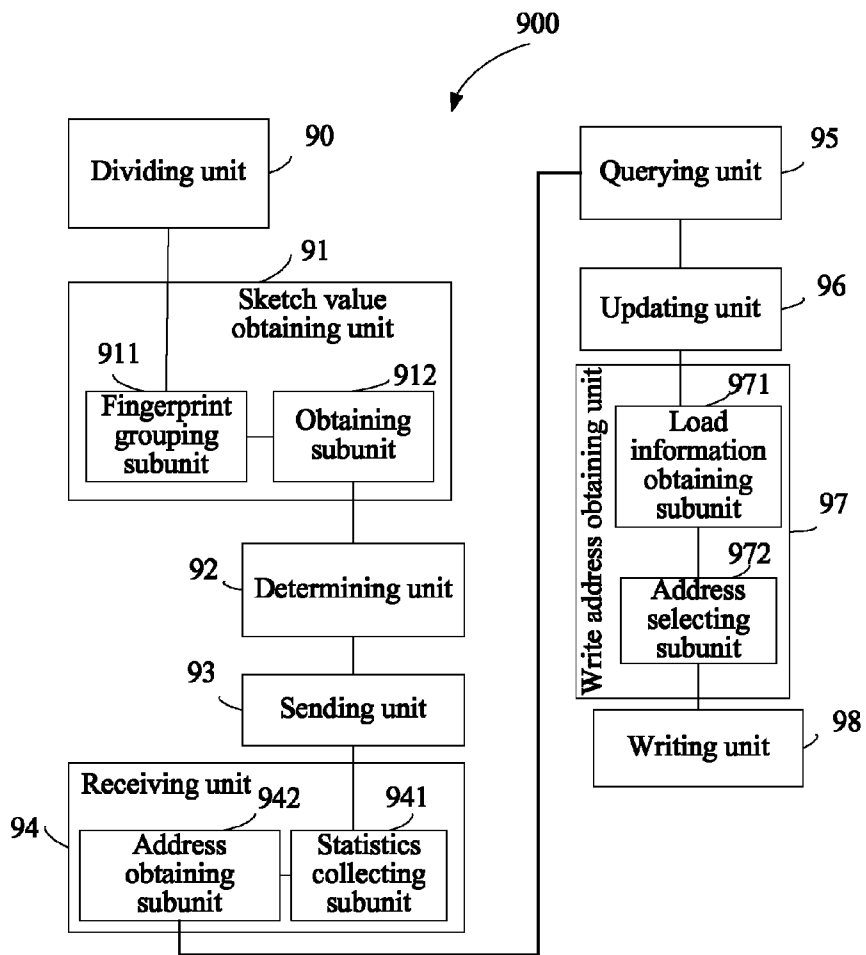 900
90
Dividing unit
91
Sketch value
obtaining unit
911
Fingerprint
grouping
subunit
912
Obtaining
subunit
92
Determining unit
93
Sending unit
94
Receiving unit
942
Address
obtaining
subunit
941
Statistics
collecting
subunit
95
Querying unit
96
Updating unit
97
Write address obtaining unit
971
Load
information
obtaining
subunit
972
Address
selecting
subunit
98
Writing unit